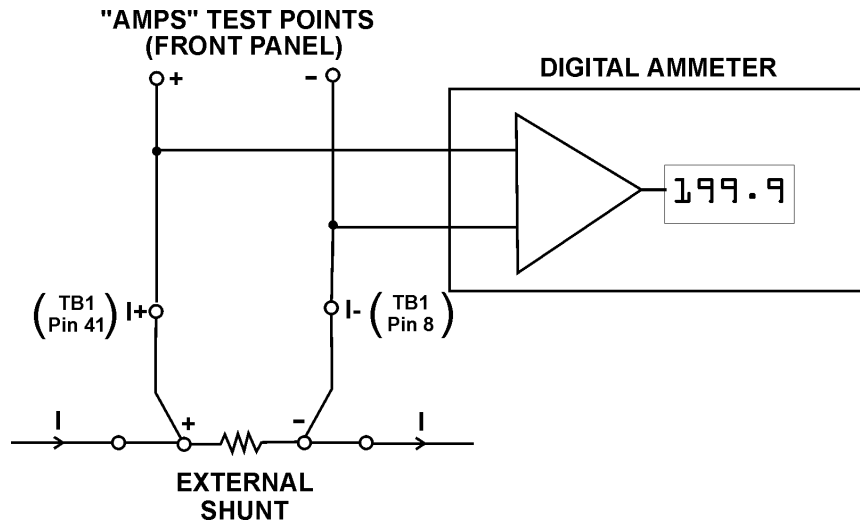 "AMPS" TEST POINTS
(FRONT PANEL)
+
-
DIGITAL AMMETER
199.9
(TB1
Pin 41) I+
I- (TB1
Pin 8)
I
+
-
I
EXTERNAL
SHUNT